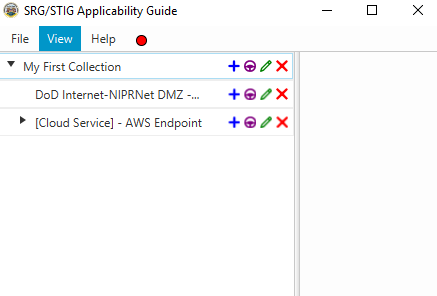 SRG/STIG Applicability Guide
File View Help
My First Collection
DoD Internet-NIPRNet DMZ -...
[Cloud Service] - AWS Endpoint